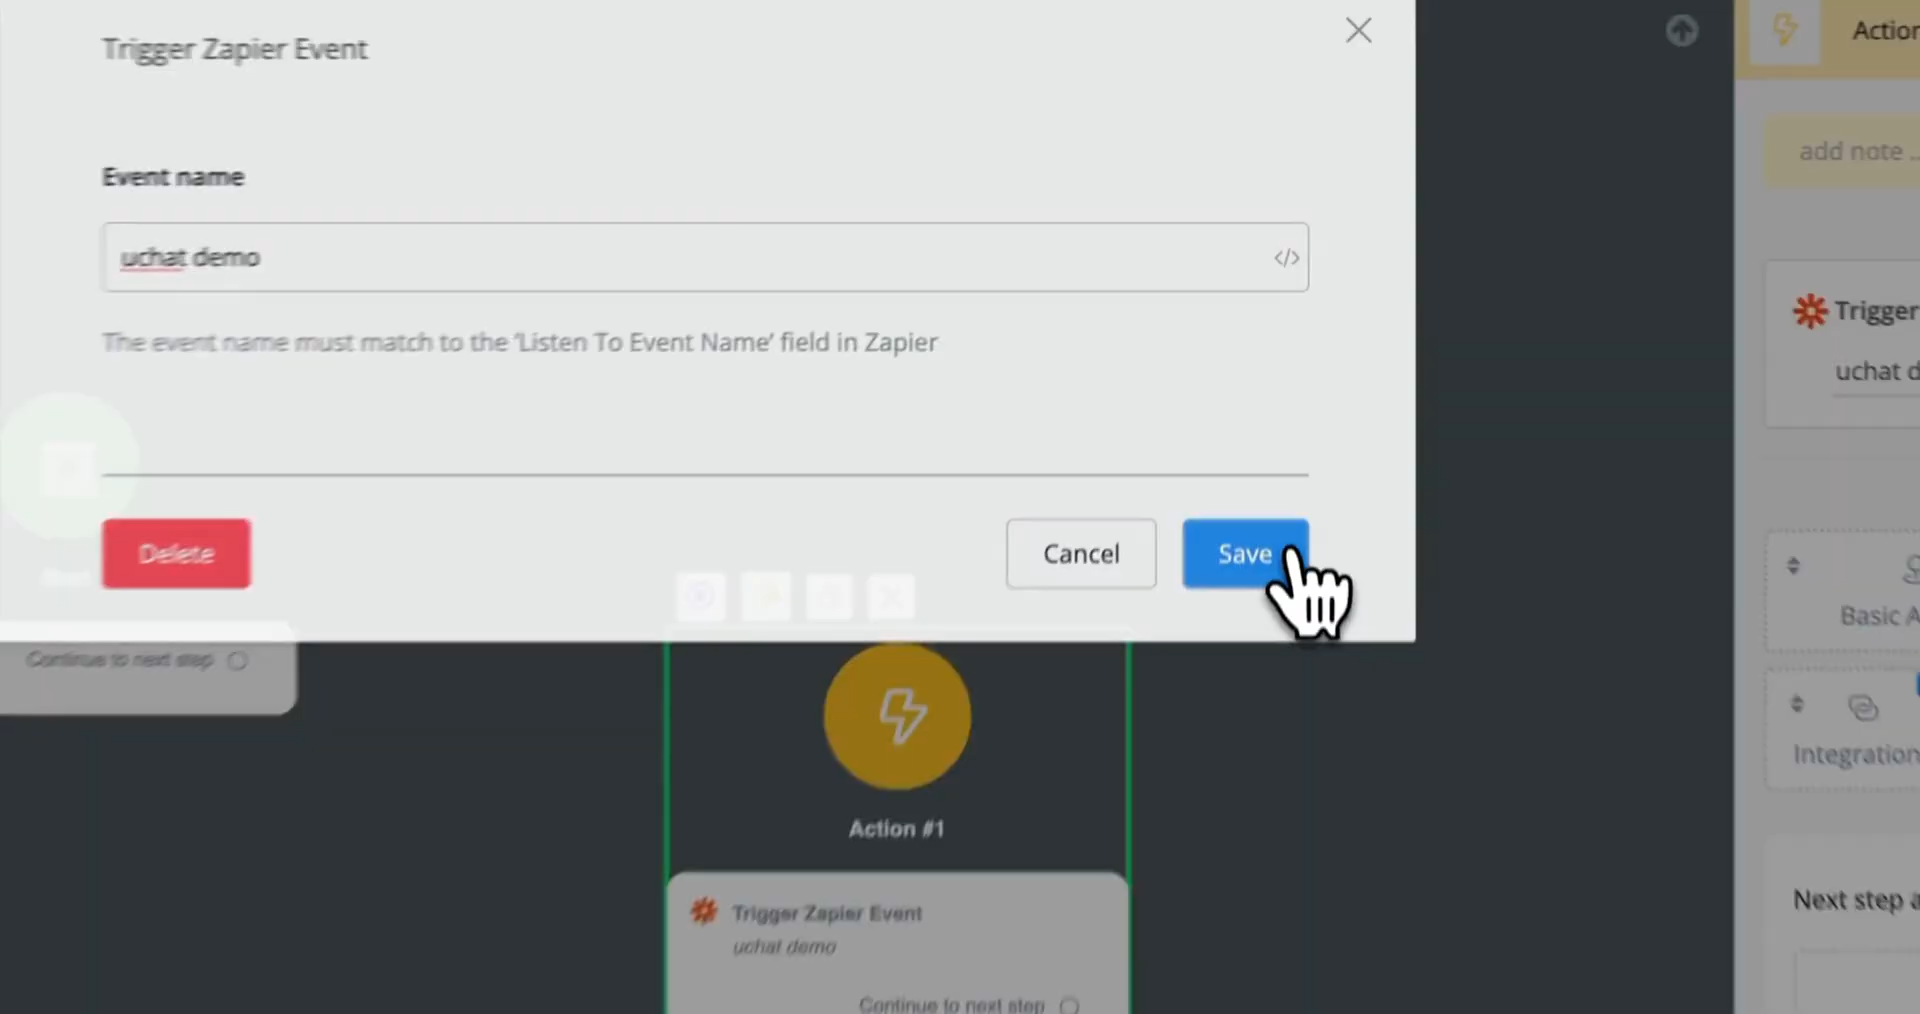 Trigger Zapier Event
Event name
uchat demo
</>
The event name must match to the 'Listen To Event Name' field in Zapier
Delete
Cancel
Save
Continue to next step
Action #1
Trigger Zapier Event
uchat demo
Continue to next step
Action
add note ..
Trigger
uchat d
Basic A
Integration
Next step a